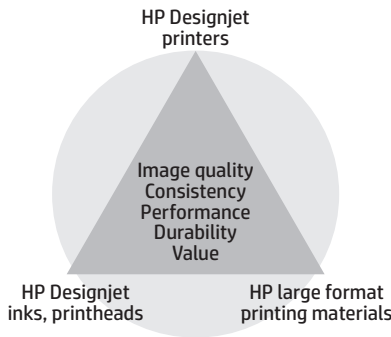 HP Designjet
printers
Image quality
Consistency
Performance
Durability
Value
HP Designjet
inks, printheads
HP large format
printing materials